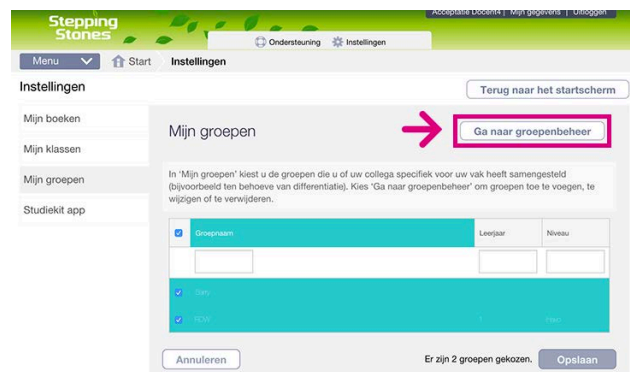 Stepping
Stones
Acceptatie Docent4 | Mijn gegevens | Uitloggen
Ondersteuning Instellingen
Menu Start Instellingen
Instellingen
Terug naar het startscherm
Mijn boeken
Mijn klassen
Mijn groepen
Studiekit app
Mijn groepen
Ga naar groepenbeheer
In 'Mijn groepen' kiest u de groepen die u of uw collega specifiek voor uw vak heeft samengesteld
(bijvoorbeeld ten behoeve van differentiatie). Kies 'Ga naar groepenbeheer' om groepen toe te voegen, te
wijzigen of te verwijderen.
Groepnaam Leerjaar Niveau
1
Annuleren
Er zijn 2 groepen gekozen.
Opslaan